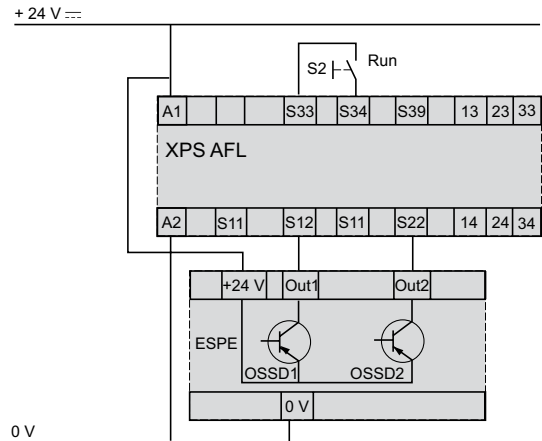 + 24 V
S2 Run
A1 S33 S34 S39 13 23 33
XPS AFL
A2 S11 S12 S11 S22 14 24 34
+24 V Out1 Out2
ESPE
OSSD1 OSSD2
0 V
0 V